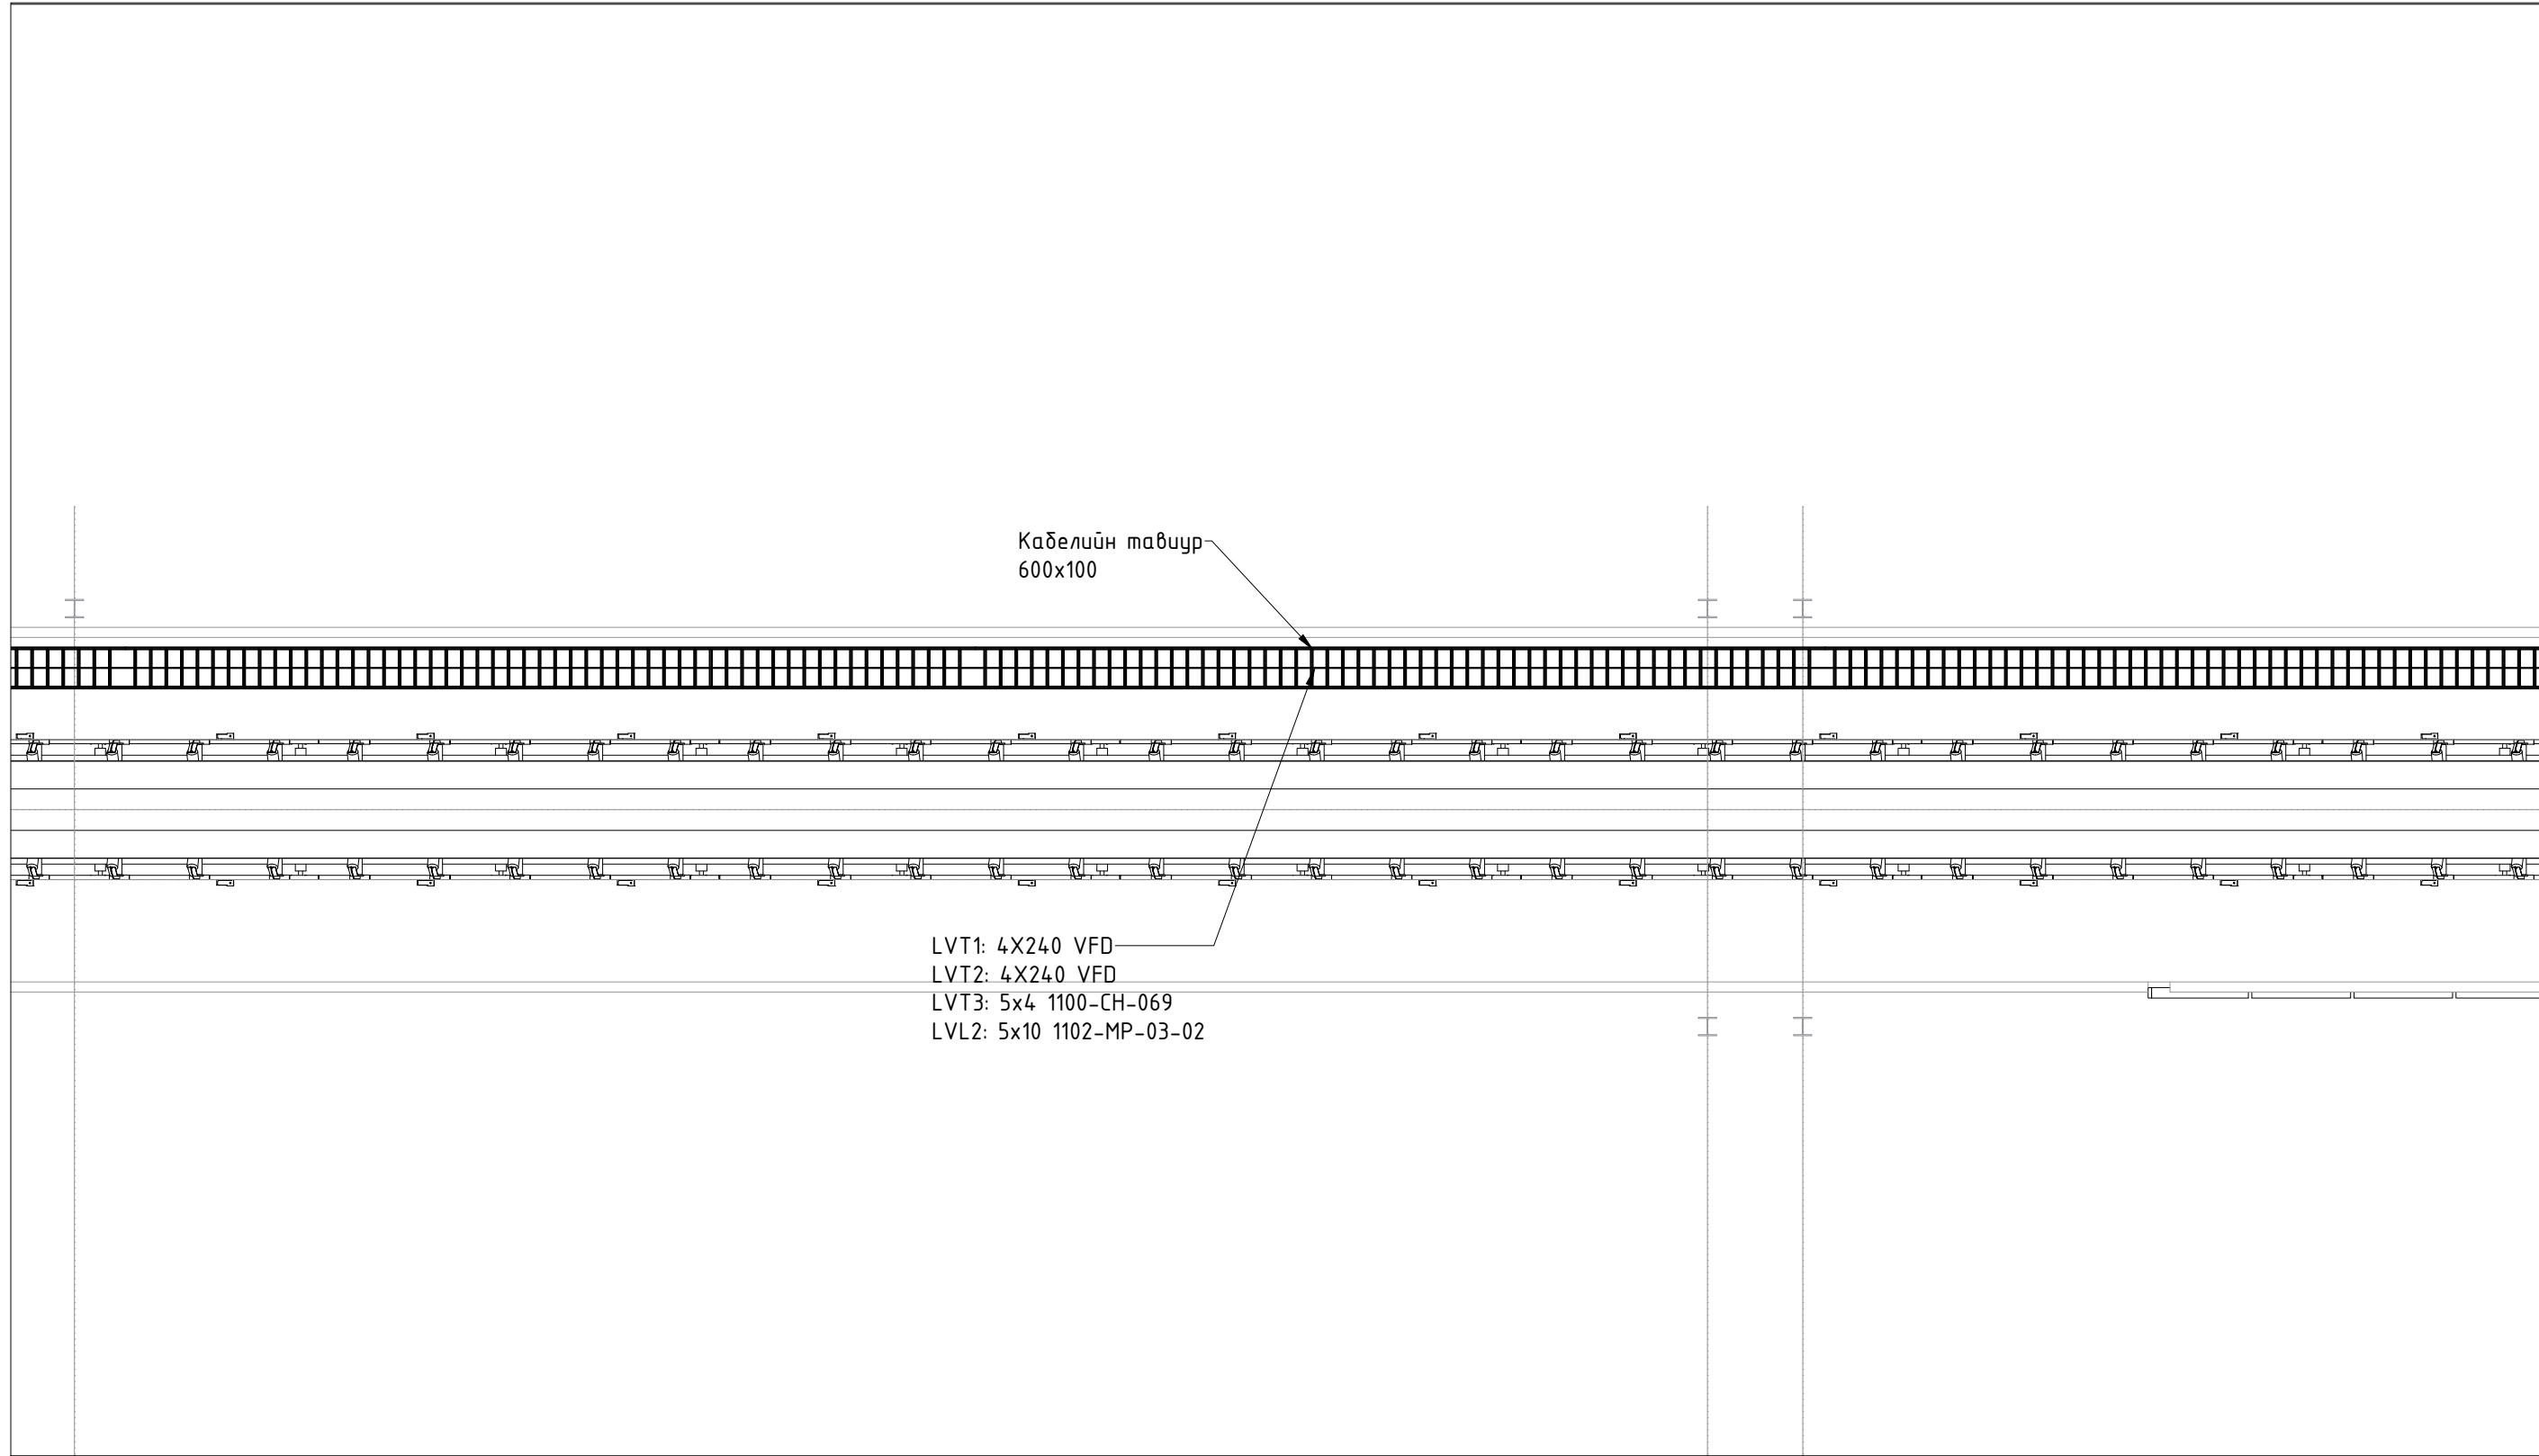 Кабелийн тавиур
600x100
LVT1: 4X240 VFD
LVT2: 4X240 VFD
LVT3: 5x4 1100-CH-069
LVL2: 5x10 1102-MP-03-02